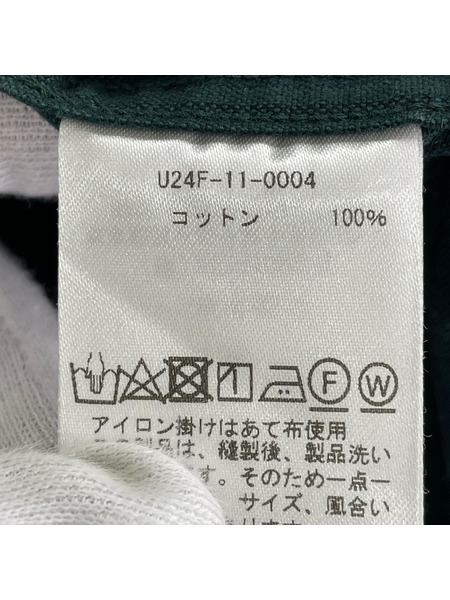 U24F-11-0004
コットン 100%
F W
アイロン掛けはあて布使用
製品は、縫製後、製品洗い
す。そのため一点一
サイズ、風合い